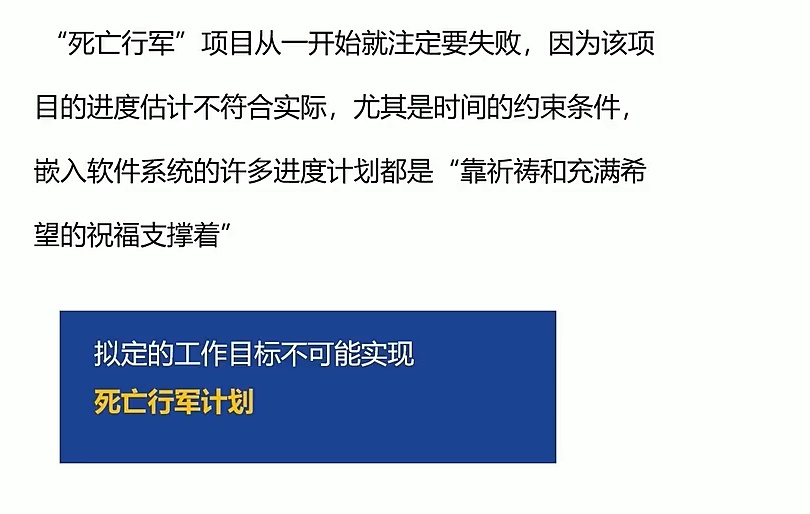 “死亡行军”项目从一开始就注定要失败，因为该项
目的进度估计不符合实际，尤其是时间的约束条件，
嵌入软件系统的许多进度计划都是“靠祈祷和充满希
望的祝福支撑着”
拟定的工作目标不可能实现
死亡行军计划